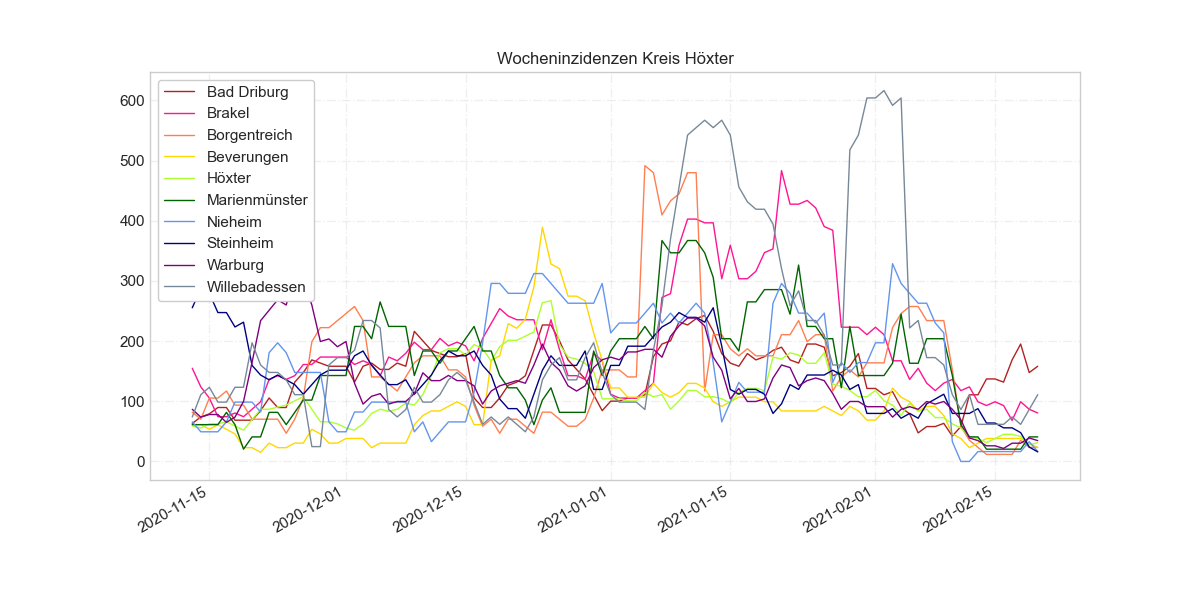 Wocheninzidenzen Kreis Höxter
Bad Driburg
Brakel
Borgentreich
Beverungen
Höxter
Marienmünster
Nieheim
Steinheim
Warburg
Willebadessen
600
500
400
300
200
100
0
2020-11-15
2020-12-01
2020-12-15
2021-01-01
2021-01-15
2021-02-01
2021-02-15